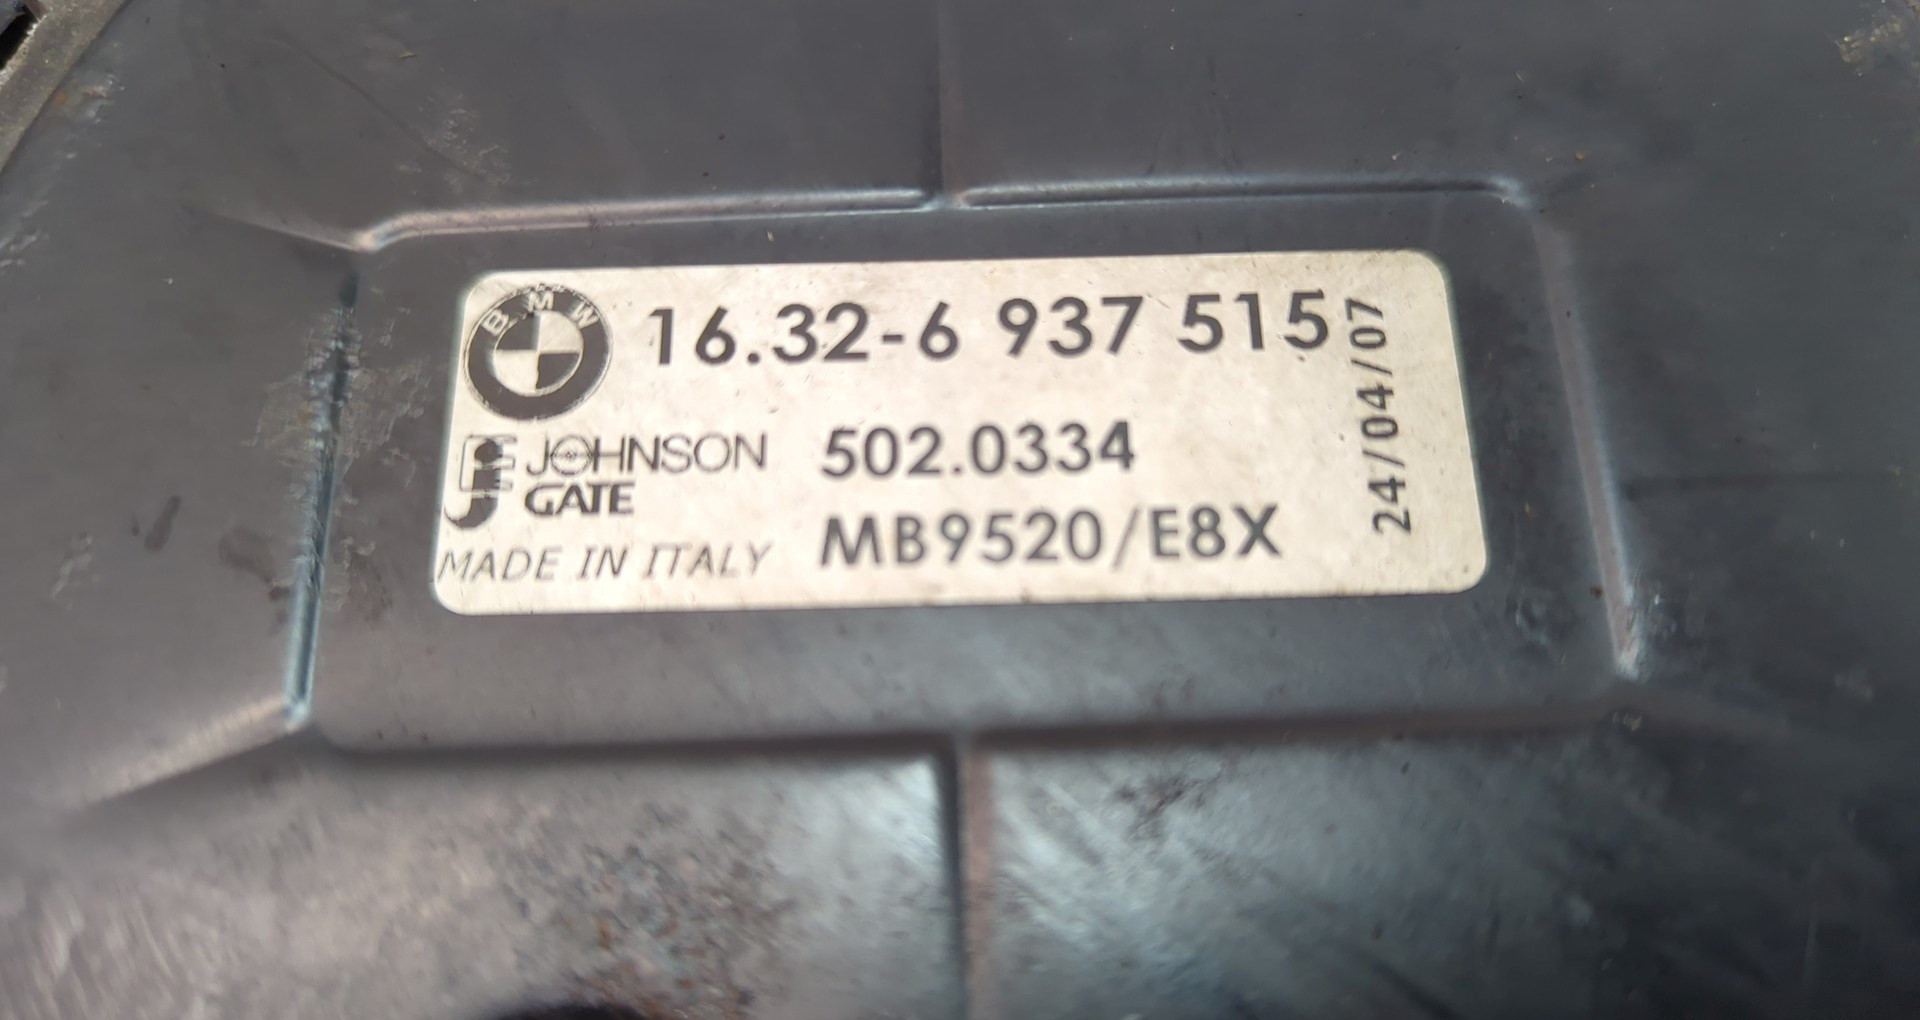 BMW
16.32-6 937 515
24/04/07
JOHNSON 502.0334
GATE
MADE IN ITALY MB9520/E8X